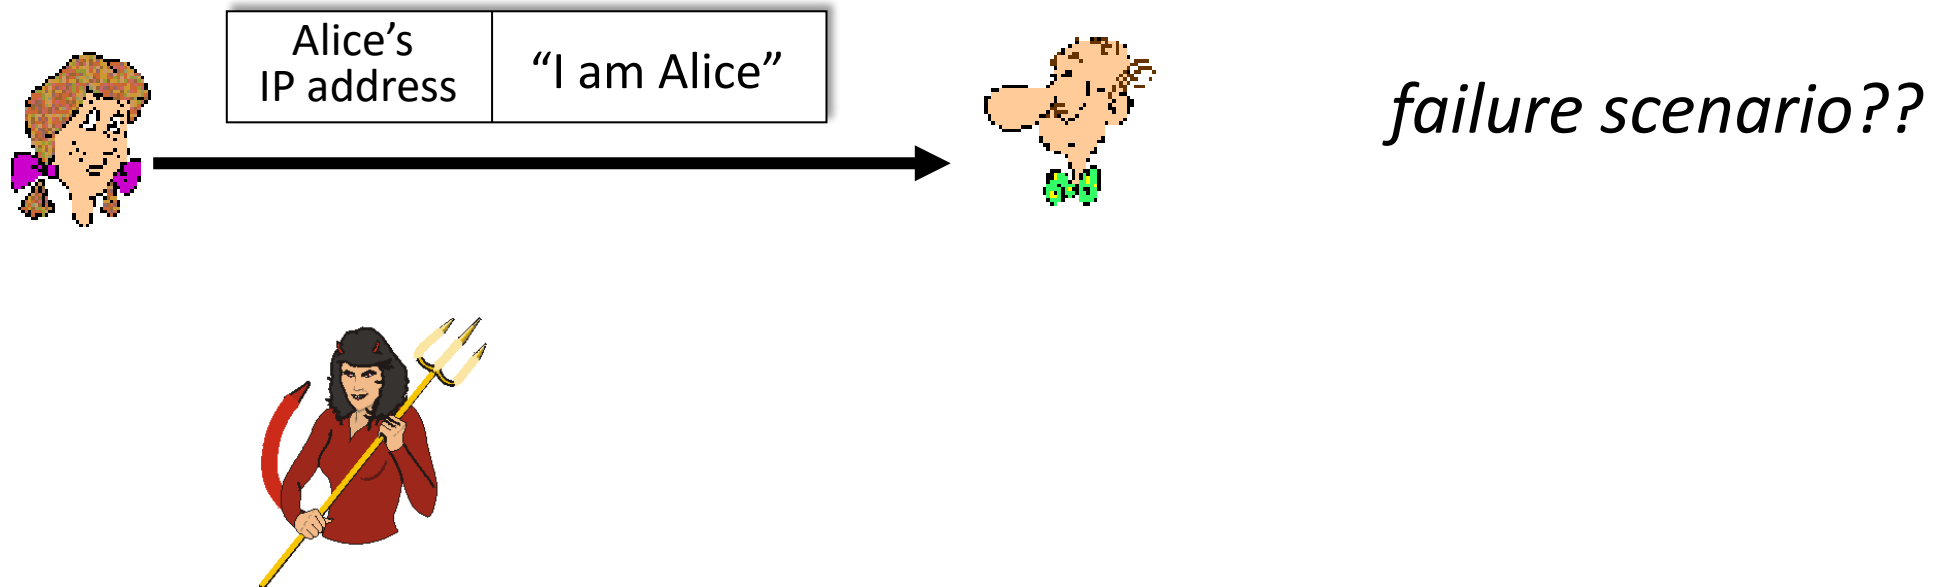 Alice’s
IP address
“I am Alice”
failure scenario??